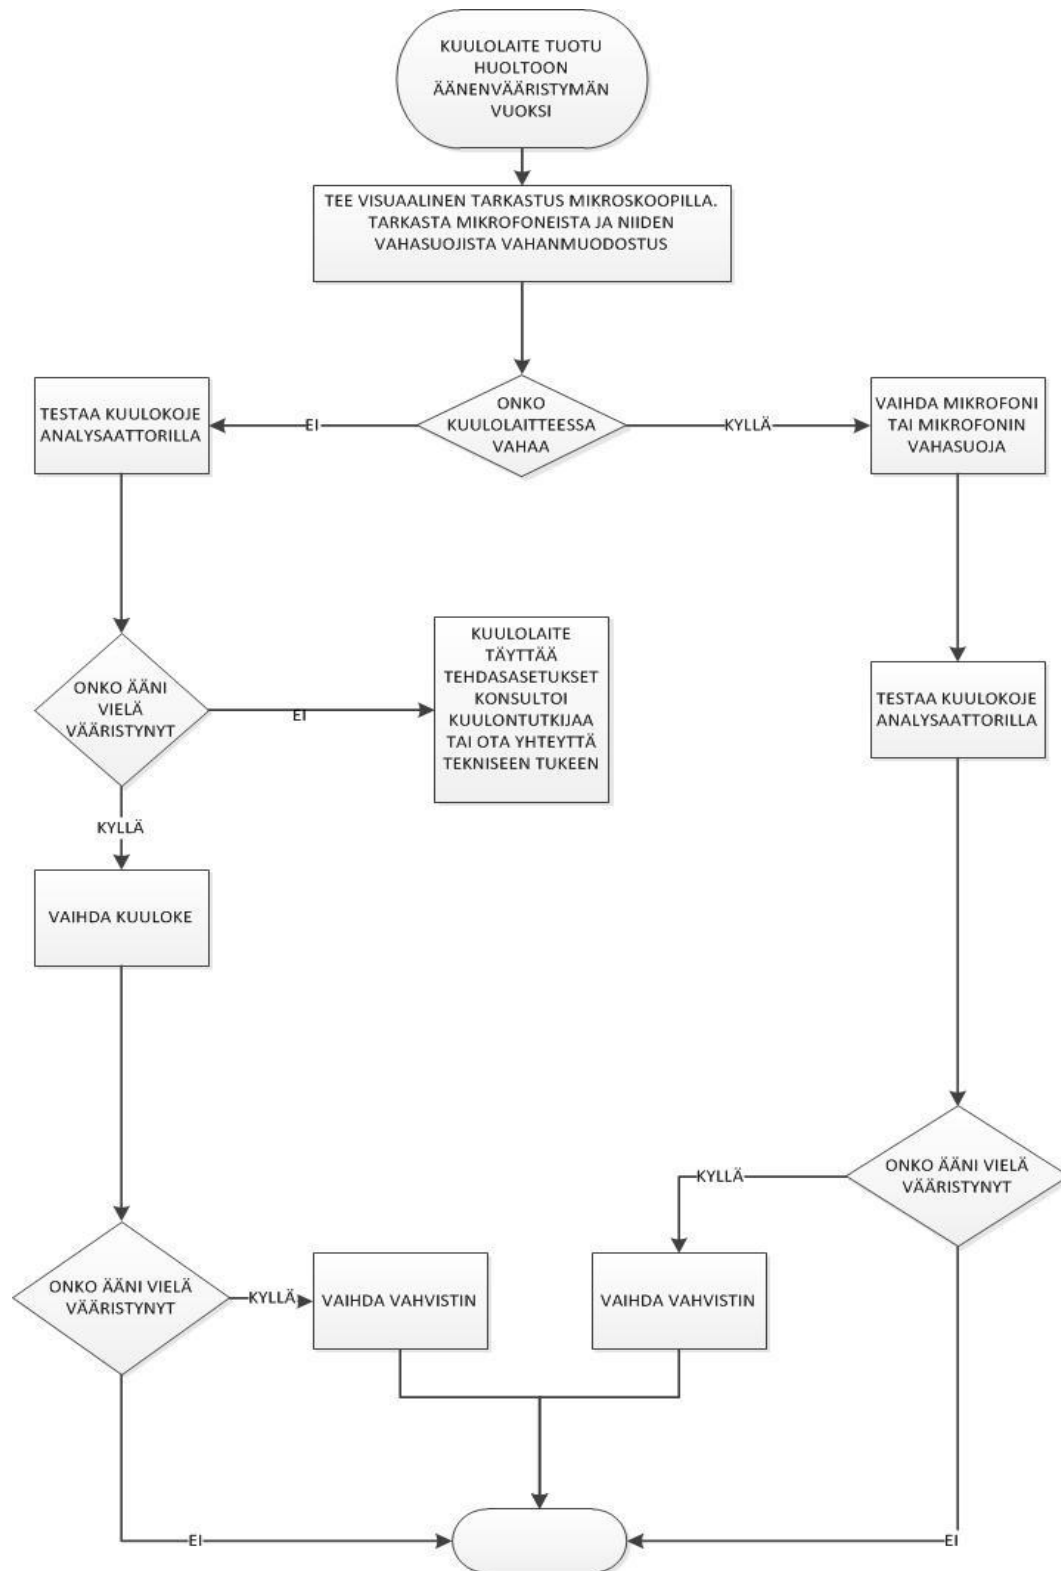 KUULOLAITE TUOTU
HUOLTOON
ÄÄNENVÄÄRISTYMÄN
VUOKSI
TEE VISUAALINEN TARKASTUS MIKROSKOOPILLA.
TARKASTA MIKROFONEISTA JA NIIDEN
VAHASUOJISTA VAHANMUODOSTUS
TESTAA KUULOKOJE
ANALYSAATTORILLA
EI
ONKO
KUULOLAITTEESSA
VAHAA
KYLLÄ
VAIHDA MIKROFONI
TAI MIKROFONIN
VAHASUOJA
ONKO ÄÄNI
VIELÄ
VÄÄRISTYNYT
EI
KUULOLAITE
TÄYTTÄÄ
TEHDASASETUKSET
KONSULTOI
KUULONTUTKIJAA
TAI OTA YHTEYTTÄ
TEKNISEEN TUKEEN
TESTAA KUULOKOJE
ANALYSAATTORILLA
KYLLÄ
VAIHDA KUULOKE
ONKO ÄÄNI VIELÄ
VÄÄRISTYNYT
KYLLÄ
ONKO ÄÄNI VIELÄ
VÄÄRISTYNYT
KYLLÄ
VAIHDA VAHVISTIN
VAIHDA VAHVISTIN
EI
EI